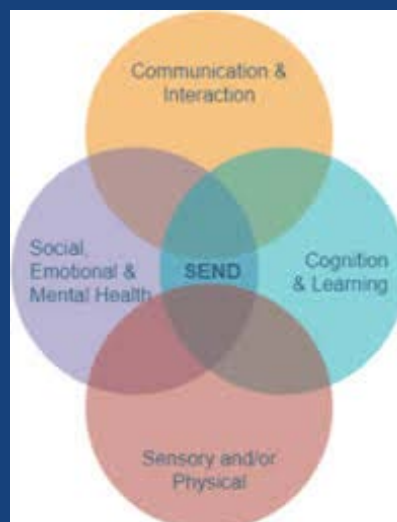 Communication &
Interaction
Social,
Emotional &
Mental Health
SEND
Cognition
& Learning
Sensory and/or
Physical